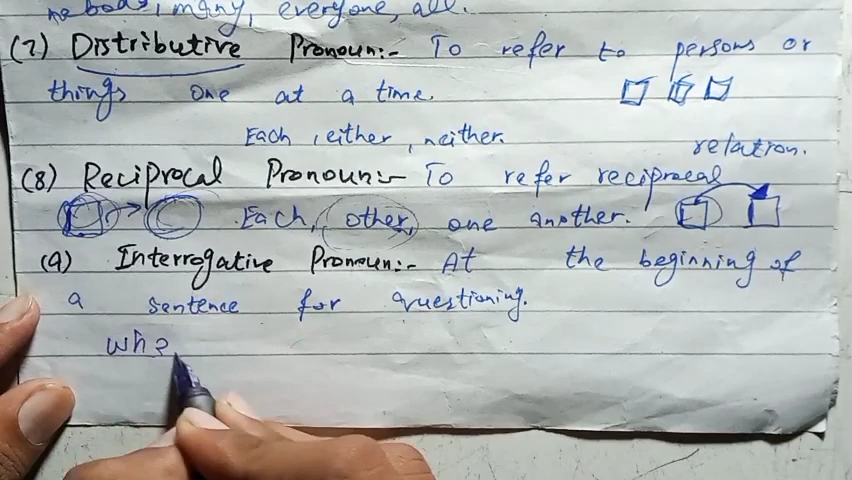 nobody, many, everyone, all.
(7) Distributive Pronoun:- To refer to persons or
things one at a time.
Each, either, neither.
relation.
(8) Reciprocal Pronoun:- To refer reciprocal
Each, other, one another.
(9) Interrogative Pronoun:- At the beginning of
a sentence for questioning.
Who